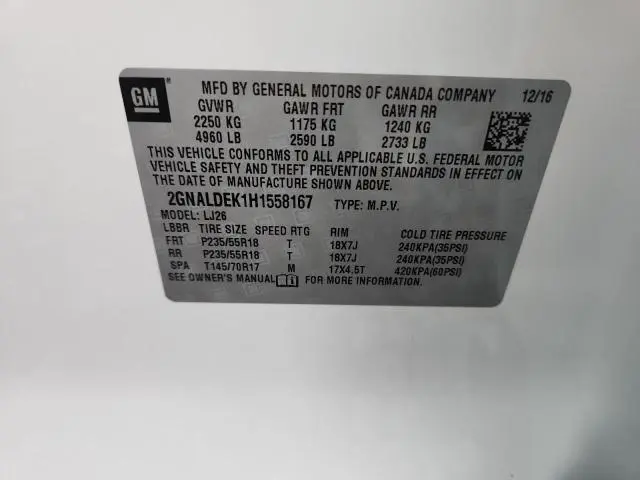 GM ® MFD BY GENERAL MOTORS OF CANADA COMPANY 12/16
GVWR GAWR FRT GAWR RR
2250 KG 1175 KG 1240 KG
4960 LB 2590 LB 2733 LB
THIS VEHICLE CONFORMS TO ALL APPLICABLE U.S. FEDERAL MOTOR
VEHICLE SAFETY AND THEFT PREVENTION STANDARDS IN EFFECT ON
THE DATE OF MANUFACTURE SHOWN ABOVE.
2GNALDEK1H1558167 TYPE: M.P.V.
MODEL: LJ26
LBBR TIRE SIZE SPEED RTG RIM COLD TIRE PRESSURE
FRT P235/55R18 T 18X7J 240KPA(35PSI)
RR P235/55R18 T 18X7J 240KPA(35PSI)
SPA T145/70R17 M 17X4.5T 420KPA(60PSI)
SEE OWNER'S MANUAL FOR MORE INFORMATION.